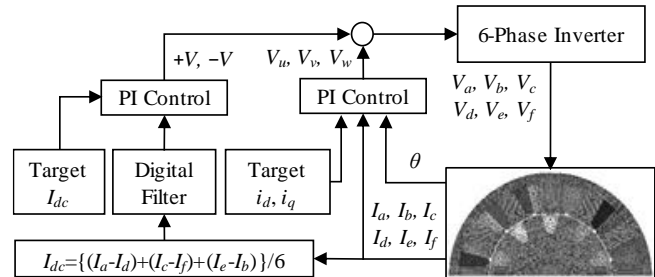 6-Phase Inverter
+V, −V
V_u, V_v, V_w
V_a, V_b, V_c
V_d, V_e, V_f
PI Control
PI Control
Target
I_dc
Digital
Filter
Target
i_d, i_q
θ
I_a, I_b, I_c
I_d, I_e, I_f
I_dc={(I_a-I_d)+(I_c-I_f)+(I_e-I_b)}/6